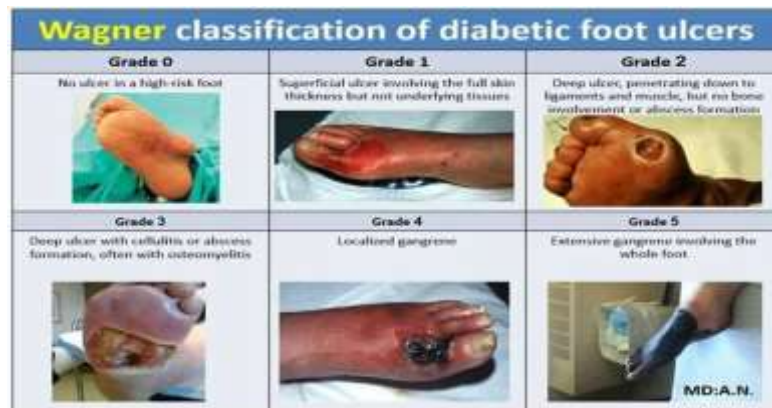 Wagner classification of diabetic foot ulcers
Grade 0
No ulcer in a high-risk foot
Grade 1
Superficial ulcer involving the full skin
thickness but not underlying tissues
Grade 2
Deep ulcer, penetrating down to
ligaments and muscle, but no bone
involvement or abscess formation
Grade 3
Deep ulcer with cellulitis or abscess
formation, often with osteomyelitis
Grade 4
Localized gangrene
Grade 5
Extensive gangrene involving the
whole foot
MD:A.N.